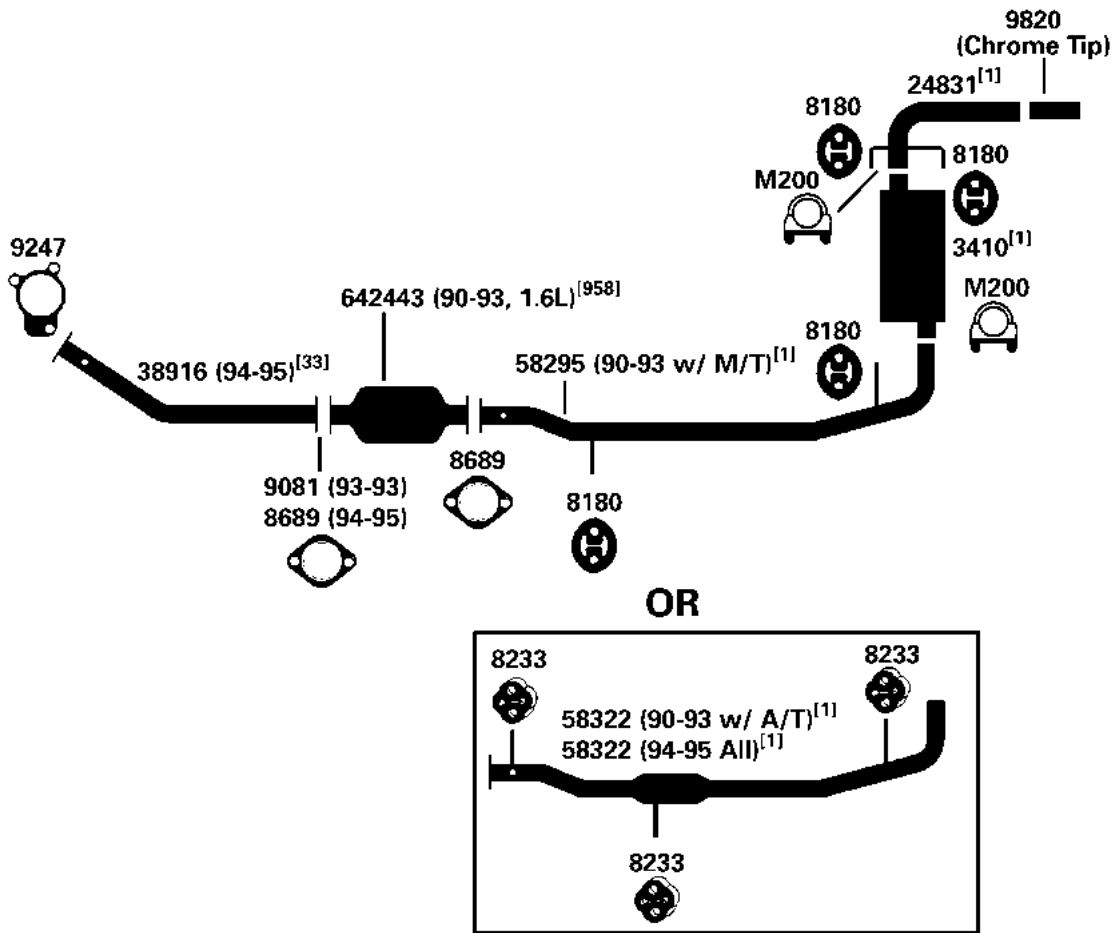 9820
(Chrome Tip)
24831[1]
8180
8180
M200
3410[1]
M200
9247
642443 (90-93, 1.6L)[958]
8180
38916 (94-95)[33]
58295 (90-93 w/ M/T)[1]
8689
9081 (93-93)
8689 (94-95)
8180
OR
8233
8233
58322 (90-93 w/ A/T)[1]
58322 (94-95 All)[1]
8233